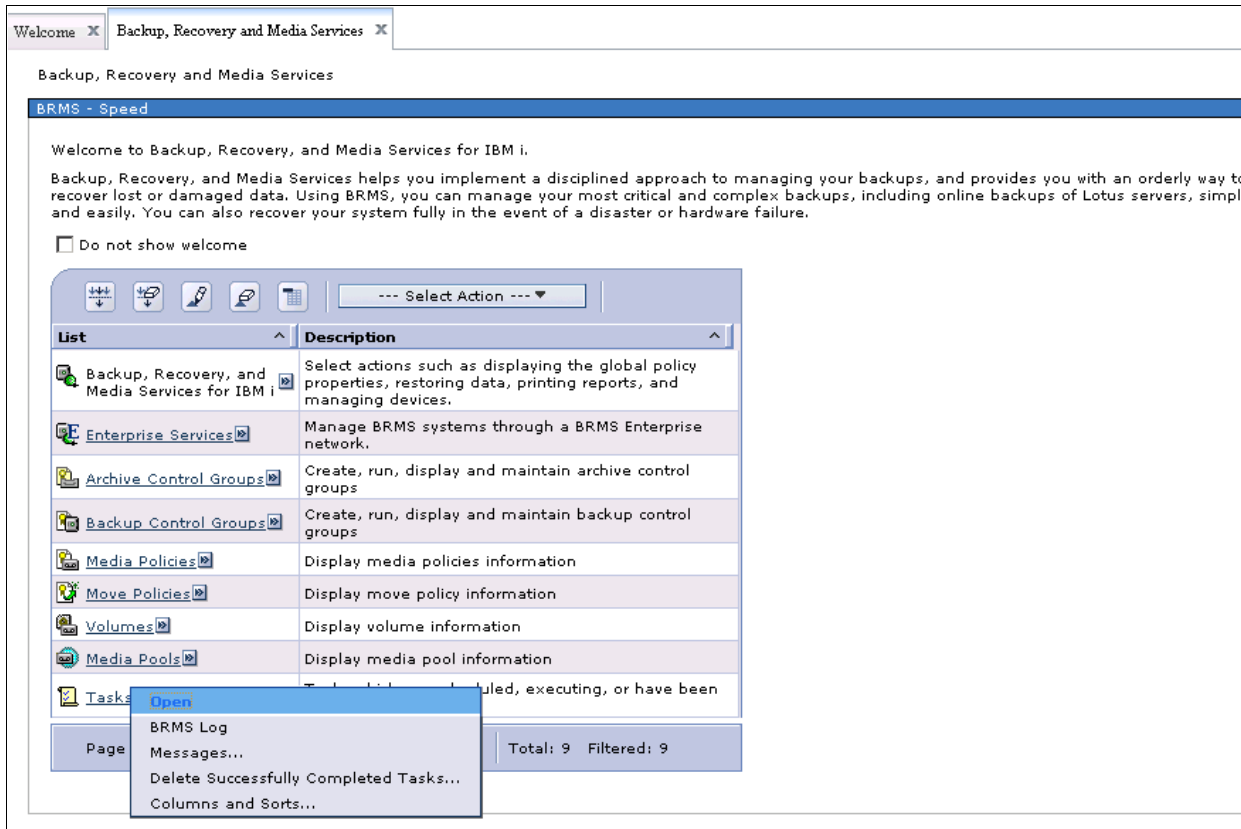 Welcome X Backup, Recovery and Media Services X
Backup, Recovery and Media Services
BRMS - Speed
Welcome to Backup, Recovery, and Media Services for IBM i.
Backup, Recovery, and Media Services helps you implement a disciplined approach to managing your backups, and provides you with an orderly way to
recover lost or damaged data. Using BRMS, you can manage your most critical and complex backups, including online backups of Lotus servers,
and easily. You can also recover your system fully in the event of a disaster or hardware failure.
Do not show welcome
--- Select Action ---
List Description
Backup, Recovery, and
Media Services for IBM i
Select actions such as displaying the global policy
properties, restoring data, printing reports, and
managing devices.
Enterprise Services
Manage BRMS systems through a BRMS Enterprise
network.
Archive Control Groups
Create, run, display and maintain archive control
groups
Backup Control Groups
Create, run, display and maintain backup control
groups
Media Policies Display media policies information
Move Policies Display move policy information
Volumes Display volume information
Media Pools Display media pool information
Tasks executing, or have been
Open
BRMS Log
Page Total: 9 Filtered: 9
Messages...
Delete Successfully Completed Tasks...
Columns and Sorts...